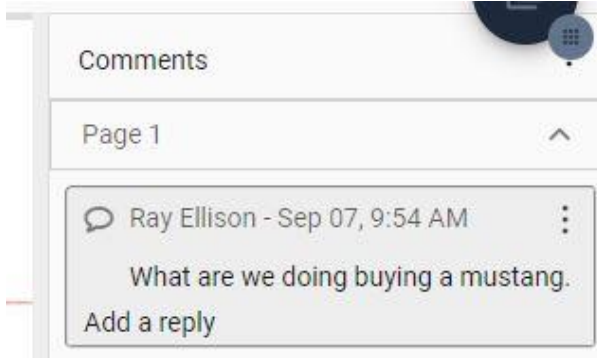 Comments
Page 1
Ray Ellison - Sep 07, 9:54 AM
What are we doing buying a mustang.
Add a reply